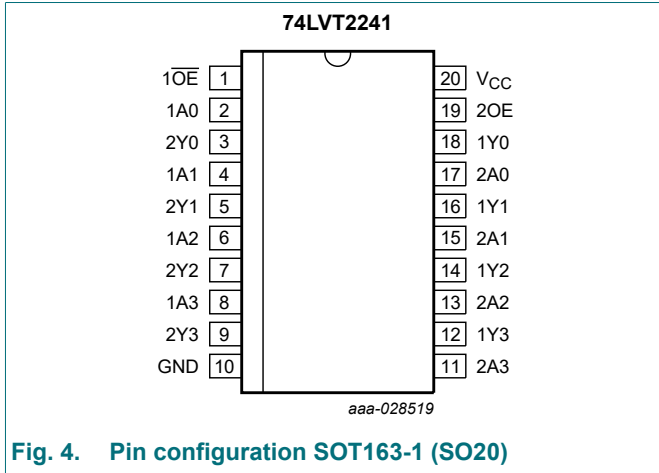 74LVT2241
1O̅E̅ 1
1A0 2
2Y0 3
1A1 4
2Y1 5
1A2 6
2Y2 7
1A3 8
2Y3 9
GND 10
20 VCC
19 2OE
18 1Y0
17 2A0
16 1Y1
15 2A1
14 1Y2
13 2A2
12 1Y3
11 2A3
aaa-028519
Fig. 4. Pin configuration SOT163-1 (SO20)